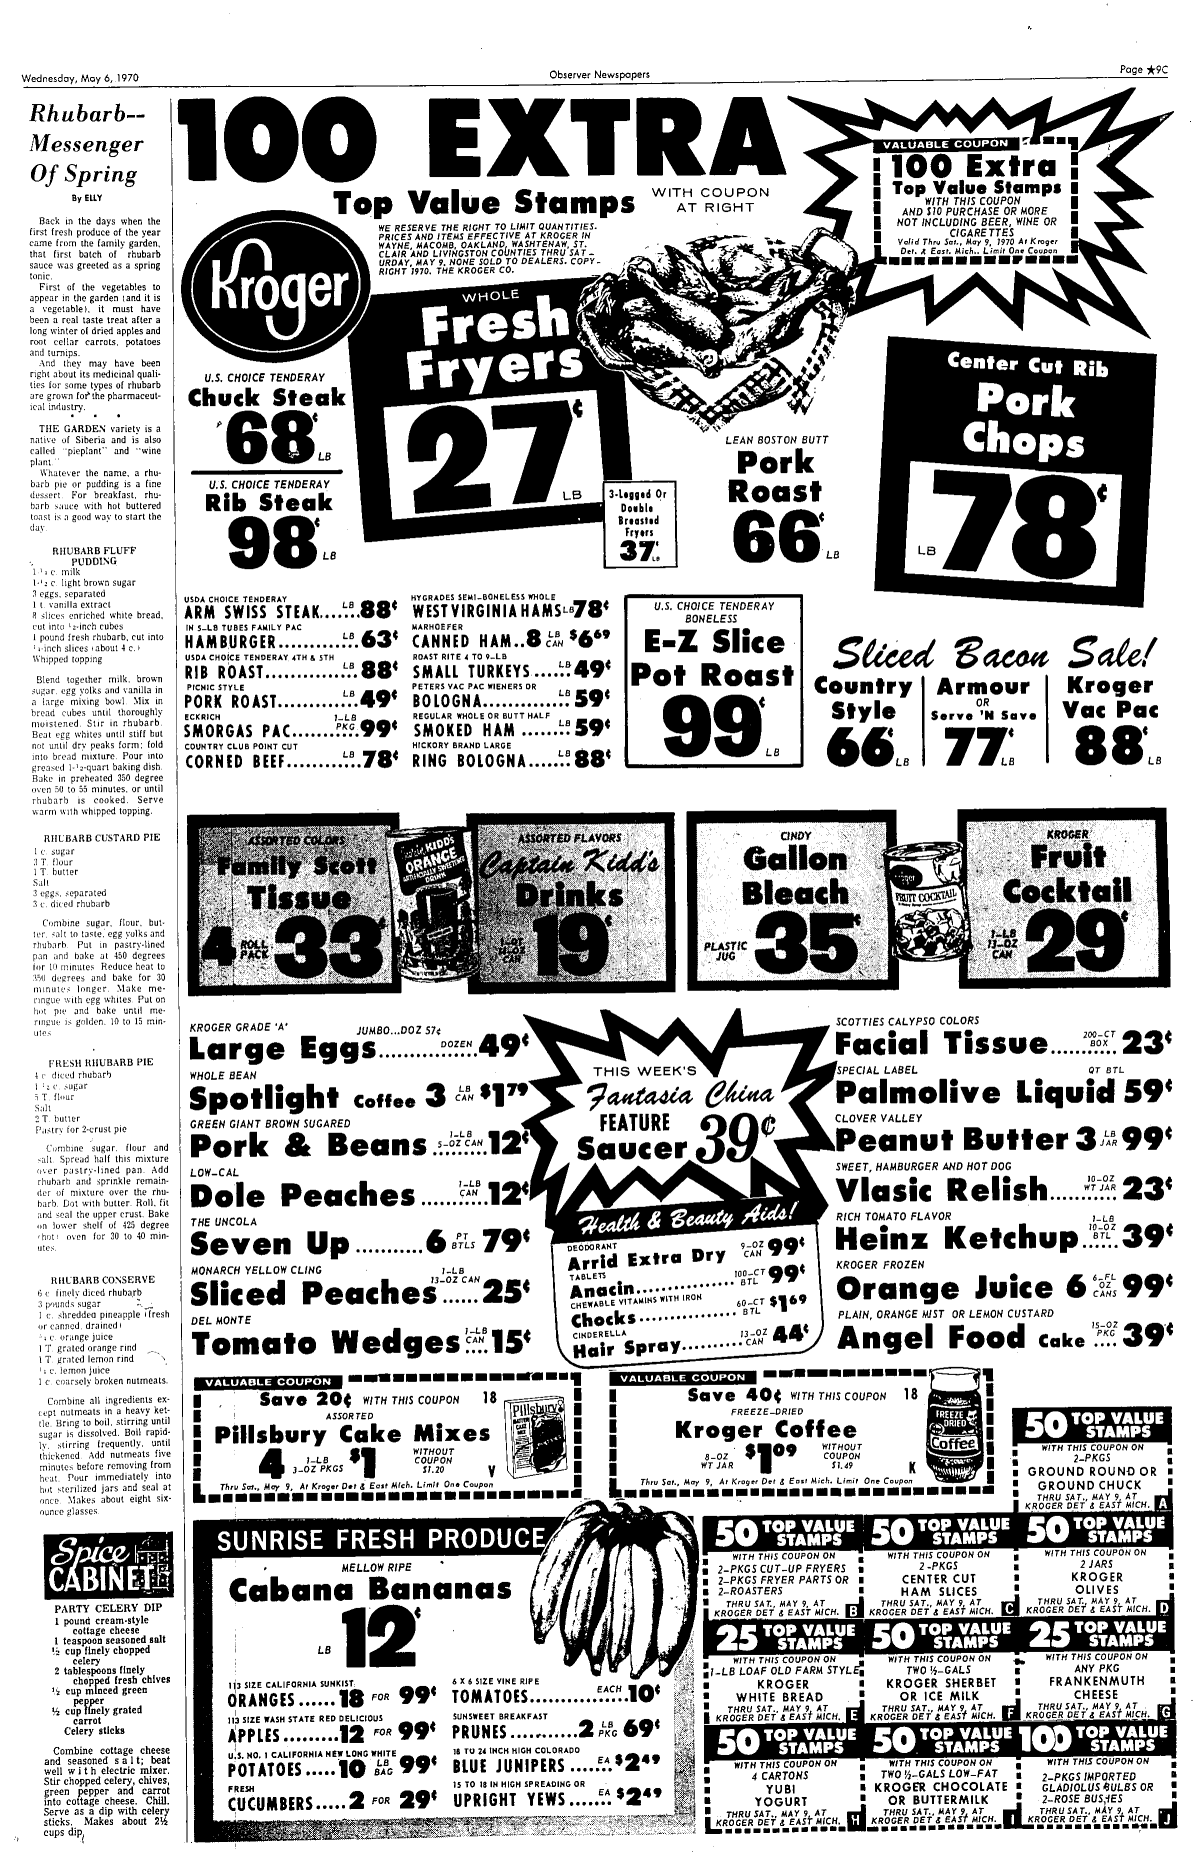 Wednesday, May 6, 1970
Observer Newspapers
Page ★9C
Rhubarb--
Messenger
Of Spring
By ELLY
Back in the days when the
first fresh produce of the year
came from the family garden,
that first batch of rhubarb
sauce was greeted as a spring
tonic.
First of the vegetables to
appear in the garden (and it is
a vegetable), it must have
been a real taste treat after a
long winter of dried apples and
root cellar carrots, potatoes
and turnips.
And they may have been
right about its medicinal quali-
ties for some types of rhubarb
are grown for the pharmaceut-
ical industry.
* * *
THE GARDEN variety is a
native of Siberia and is also
called "pieplant" and "wine
plant."
Whatever the name, a rhu-
barb pie or pudding is a fine
dessert. For breakfast, rhu-
barb sauce with hot buttered
toast is a good way to start the
day.
RHUBARB FLUFF
PUDDING
1 1/4 c. milk
1-1/2 c. light brown sugar
3 eggs, separated
1 t. vanilla extract
8 slices enriched white bread,
cut into 1/2-inch cubes
1 pound fresh rhubarb, cut into
1/2-inch slices (about 4 c.)
Whipped topping
Blend together milk, brown
sugar, egg yolks and vanilla in
a large mixing bowl. Mix in
bread cubes until thoroughly
moistened. Stir in rhubarb.
Beat egg whites until stiff but
not until dry peaks form; fold
into bread mixture. Pour into
greased 1-1/2-quart baking dish.
Bake in preheated 350 degree
oven 50 to 55 minutes, or until
rhubarb is cooked. Serve
warm with whipped topping.
RHUBARB CUSTARD PIE
1 c. sugar
3 T. flour
1 T. butter
Salt
3 eggs, separated
3 c. diced rhubarb
Combine sugar, flour, but-
ter, salt to taste, egg yolks and
rhubarb. Put in pastry-lined
pan and bake at 450 degrees
for 10 minutes. Reduce heat to
350 degrees and bake for 30
minutes longer. Make me-
ringue with egg whites. Put on
hot pie and bake until me-
ringue is golden, 10 to 15 min-
utes.
FRESH RHUBARB PIE
4 c. diced rhubarb
1 1/2 c. sugar
5 T. flour
Salt
2 T. butter
Pastry for 2-crust pie
Combine sugar, flour and
salt. Spread half this mixture
over pastry-lined pan. Add
rhubarb and sprinkle remain-
der of mixture over the rhu-
barb. Dot with butter. Roll, fit
and seal the upper crust. Bake
on lower shelf of 425 degree
(hot) oven for 30 to 40 min-
utes.
RHUBARB CONSERVE
6 c. finely diced rhubarb
3 pounds sugar
1 c. shredded pineapple (fresh
or canned, drained)
c. orange juice
1 T. grated orange rind
1 T. grated lemon rind
c. lemon juice
1 c. coarsely broken nutmeats.
Combine all ingredients ex-
cept nutmeats in a heavy ket-
tle. Bring to boil, stirring until
sugar is dissolved. Boil rapid-
ly, stirring frequently, until
thickened. Add nutmeats five
minutes before removing from
heat. Pour immediately into
hot sterilized jars and seal at
once. Makes about eight six-
ounce glasses.
Spice
CABINET
PARTY CELERY DIP
1 pound cream-style
cottage cheese
1 teaspoon seasoned salt
½ cup finely chopped
celery
2 tablespoons finely
chopped fresh chives
½ cup minced green
pepper
½ cup finely grated
carrot
Celery sticks
Combine cottage cheese
and seasoned salt; beat
well with electric mixer.
Stir chopped celery, chives,
green pepper and carrot
into cottage cheese. Chill.
Serve as a dip with celery
sticks. Makes about 2½
cups dip.
100 EXTRA
Top Value Stamps
WITH COUPON
AT RIGHT
WE RESERVE THE RIGHT TO LIMIT QUANTITIES.
PRICES AND ITEMS EFFECTIVE AT KROGER IN
WAYNE, MACOMB, OAKLAND, WASHTENAW, ST.
CLAIR AND LIVINGSTON COUNTIES THRU SAT-
URDAY, MAY 9. NONE SOLD TO DEALERS. COPY-
RIGHT 1970. THE KROGER CO.
VALUABLE COUPON
100 Extra
Top Value Stamps
WITH THIS COUPON
AND $10 PURCHASE OR MORE
NOT INCLUDING BEER, WINE OR
CIGARETTES
Valid Thru Sat., May 9, 1970 At Kroger
Det. & East. Mich.. Limit One Coupon
Kroger
WHOLE
Fresh
Fryers
27¢
LB
3-Legged Or
Double
Breasted
Fryers
37¢ LB
U.S. CHOICE TENDERAY
Chuck Steak
68¢ LB
U.S. CHOICE TENDERAY
Rib Steak
98¢ LB
LEAN BOSTON BUTT
Pork
Roast
66¢ LB
Center Cut Rib
Pork
Chops
LB 78¢
USDA CHOICE TENDERAY
ARM SWISS STEAK.......LB 88¢
IN 5-LB TUBES FAMILY PAC
HAMBURGER..........LB 63¢
USDA CHOICE TENDERAY 4TH & 5TH
RIB ROAST..............LB 88¢
PICNIC STYLE
PORK ROAST...........LB 49¢
ECKRICH
SMORGAS PAC.......1-LB PKG 99¢
COUNTRY CLUB POINT CUT
CORNED BEEF...........LB 78¢
HYGRADES SEMI-BONELESS WHOLE
WEST VIRGINIA HAMS LB 78¢
MARHOEFER
CANNED HAM..8 LB CAN $6.69
ROAST RITE 4 TO 9-LB
SMALL TURKEYS......LB 49¢
PETERS VAC PAC WIENERS OR
BOLOGNA...............LB 59¢
REGULAR WHOLE OR BUTT HALF
SMOKED HAM ........LB 59¢
HICKORY BRAND LARGE
RING BOLOGNA.......LB 88¢
U.S. CHOICE TENDERAY
BONELESS
E-Z Slice
Pot Roast
99¢ LB
Sliced Bacon Sale!
Country
Style
66¢ LB
Armour
OR
Serve 'N Save
77¢ LB
Kroger
Vac Pac
88¢ LB
ASSORTED COLORS
Family Scott
Tissue
4 ROLL PACK 33¢
KIDD'S
ORANGE
ARTIFICIALLY
DRINK
ASSORTED FLAVORS
Captain Kidd's
Drinks
CAN 19¢
CINDY
Gallon
Bleach
PLASTIC JUG 35¢
FRUIT COCKTAIL
KROGER
Fruit
Cocktail
1-LB 13-OZ CAN 29¢
KROGER GRADE 'A' JUMBO...DOZ 57¢
Large Eggs...............DOZEN 49¢
WHOLE BEAN
Spotlight Coffee 3 LB CAN $1.79
GREEN GIANT BROWN SUGARED
Pork & Beans.........1-LB 5-OZ CAN 12¢
LOW-CAL
Dole Peaches..........1-LB CAN 12¢
THE UNCOLA
Seven Up..........6 PT BTLS 79¢
MONARCH YELLOW CLING
Sliced Peaches......1-LB 13-OZ CAN 25¢
DEL MONTE
Tomato Wedges....1-LB CAN 15¢
THIS WEEK'S
Fantasia China
FEATURE
Saucer 39¢
Health & Beauty Aids!
DEODORANT
Arrid Extra Dry 9-OZ CAN 99¢
TABLETS
Anacin...............100-CT BTL 99¢
CHEWABLE VITAMINS WITH IRON
Chocks...............60-CT BTL $1.69
CINDERELLA
Hair Spray..........13-OZ CAN 44¢
SCOTTIES CALYPSO COLORS
Facial Tissue...........200-CT BOX 23¢
SPECIAL LABEL
Palmolive Liquid QT BTL 59¢
CLOVER VALLEY
Peanut Butter 3 LB JAR 99¢
SWEET, HAMBURGER AND HOT DOG
Vlasic Relish...........10-OZ WT JAR 23¢
RICH TOMATO FLAVOR
Heinz Ketchup......1-LB 10-OZ BTL 39¢
KROGER FROZEN
Orange Juice 6 6-FL OZ CANS 99¢
PLAIN, ORANGE MIST OR LEMON CUSTARD
Angel Food Cake ....15-OZ PKG 39¢
VALUABLE COUPON
Save 20¢ WITH THIS COUPON 18
ASSORTED
Pillsbury Cake Mixes
4 1-LB 3-OZ PKGS $1 WITHOUT COUPON $1.20 V
Thru Sat., May 9, At Kroger Det & East Mich. Limit One Coupon
Pillsbury
VALUABLE COUPON
Save 40¢ WITH THIS COUPON 18
FREEZE-DRIED
Kroger Coffee
8-OZ WT JAR $1.09 WITHOUT COUPON $1.49 K
Thru Sat., May 9, At Kroger Det & East Mich. Limit One Coupon
FREEZE
DRIED
Coffee
50 TOP VALUE STAMPS
WITH THIS COUPON ON
2-PKGS
GROUND ROUND OR
GROUND CHUCK
THRU SAT., MAY 9, AT
KROGER DET & EAST MICH. A
SUNRISE FRESH PRODUCE
MELLOW RIPE
Cabana Bananas
LB 12¢
113 SIZE CALIFORNIA SUNKIST
ORANGES......18 FOR 99¢
113 SIZE WASH STATE RED DELICIOUS
APPLES.........12 FOR 99¢
U.S. NO. 1 CALIFORNIA NEW LONG WHITE
POTATOES.....10 LB BAG 99¢
FRESH
CUCUMBERS.....2 FOR 29¢
6 X 6 SIZE VINE RIPE
TOMATOES................EACH 10¢
SUNSWEET BREAKFAST
PRUNES...........2 LB PKG 69¢
18 TO 24 INCH HIGH COLORADO
BLUE JUNIPERS....EA $2.49
15 TO 18 IN HIGH SPREADING OR
UPRIGHT YEWS.......EA $2.49
50 TOP VALUE STAMPS
WITH THIS COUPON ON
2-PKGS CUT-UP FRYERS
2-PKGS FRYER PARTS OR
2-ROASTERS
THRU SAT., MAY 9, AT
KROGER DET & EAST MICH. B
50 TOP VALUE STAMPS
WITH THIS COUPON ON
2-PKGS
CENTER CUT
HAM SLICES
THRU SAT., MAY 9, AT
KROGER DET & EAST MICH. C
50 TOP VALUE STAMPS
WITH THIS COUPON ON
2 JARS
KROGER
OLIVES
THRU SAT., MAY 9, AT
KROGER DET & EAST MICH. D
25 TOP VALUE STAMPS
WITH THIS COUPON ON
1-LB LOAF OLD FARM STYLE
KROGER
WHITE BREAD
THRU SAT., MAY 9, AT
KROGER DET & EAST MICH. E
50 TOP VALUE STAMPS
WITH THIS COUPON ON
TWO ½-GALS
KROGER SHERBET
OR ICE MILK
THRU SAT., MAY 9, AT
KROGER DET & EAST MICH. F
25 TOP VALUE STAMPS
WITH THIS COUPON ON
ANY PKG
FRANKENMUTH
CHEESE
THRU SAT., MAY 9, AT
KROGER DET & EAST MICH. G
50 TOP VALUE STAMPS
WITH THIS COUPON ON
4 CARTONS
YUBI
YOGURT
THRU SAT., MAY 9, AT
KROGER DET & EAST MICH. H
50 TOP VALUE STAMPS
WITH THIS COUPON ON
TWO ½-GALS LOW-FAT
KROGER CHOCOLATE
OR BUTTERMILK
THRU SAT., MAY 9, AT
KROGER DET & EAST MICH.
100 TOP VALUE STAMPS
WITH THIS COUPON ON
2-PKGS IMPORTED
GLADIOLUS BULBS OR
2-ROSE BUSHES
THRU SAT., MAY 9, AT
KROGER DET & EAST MICH. J